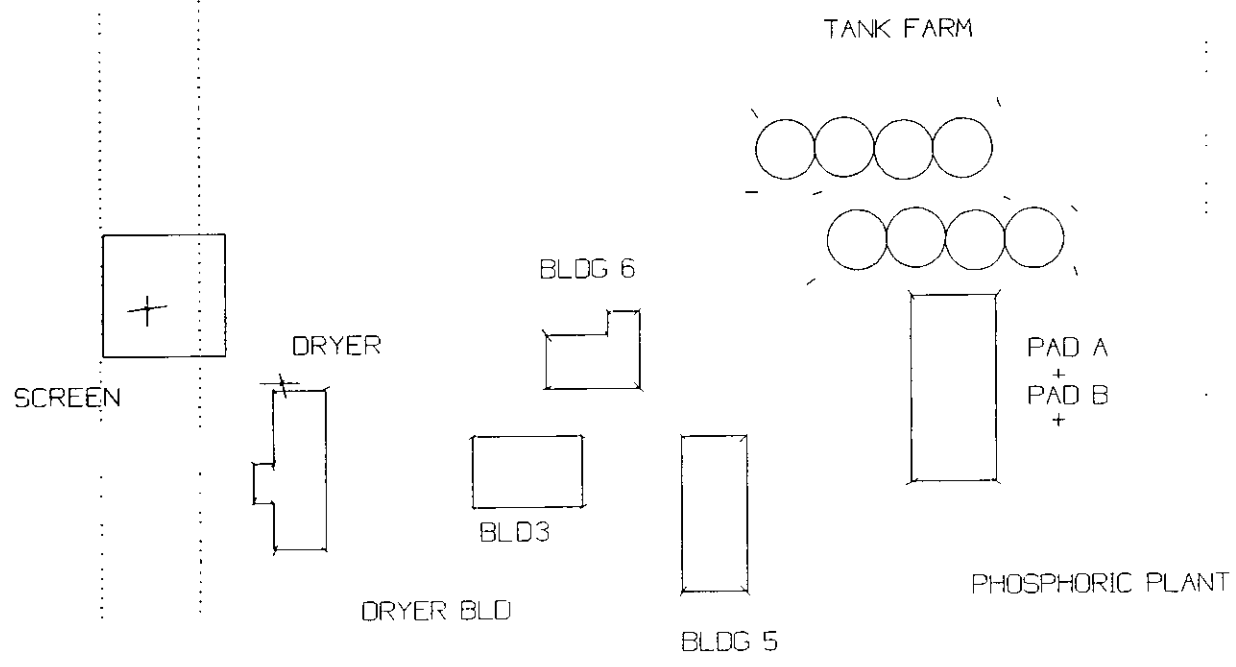 TANK FARM
BLDG 6
DRYER
PAD A
SCREEN
PAD B
BLD3
PHOSPHORIC PLANT
DRYER BLD
BLDG 5